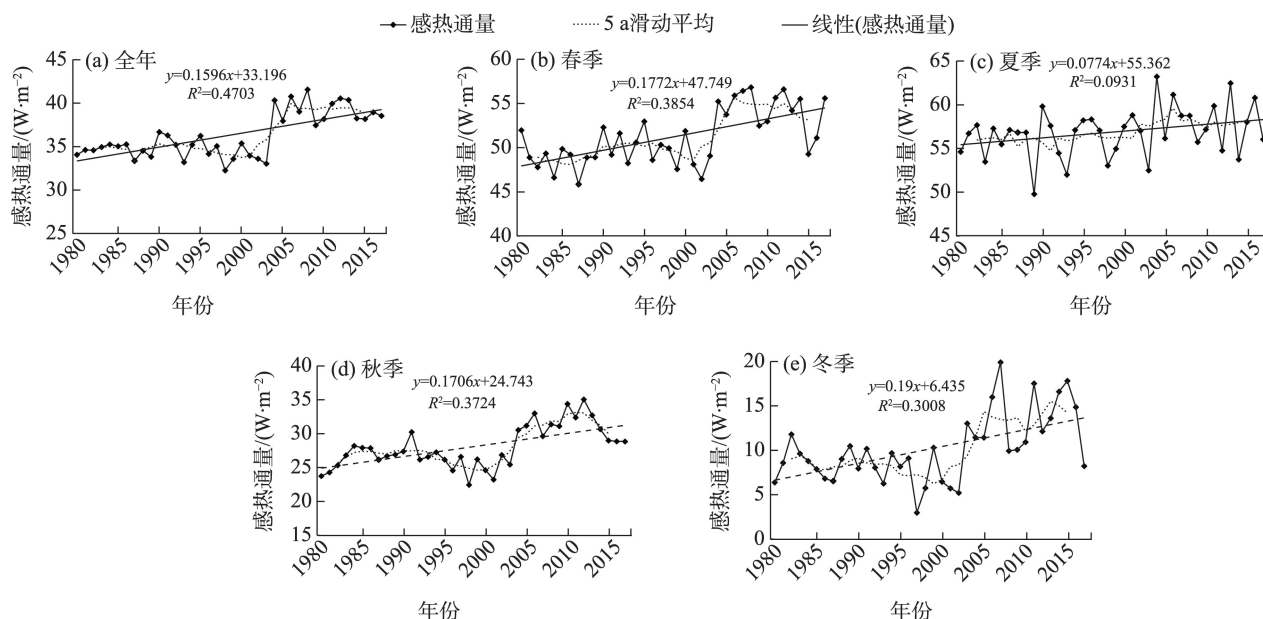 感热通量 5 a滑动平均 线性(感热通量)
(a) 全年
y=0.1596x+33.196
R²=0.4703
感热通量/(W·m⁻²)
45
40
35
30
25
1980 1985 1990 1995 2000 2005 2010 2015
年份
(b) 春季
y=0.1772x+47.749
R²=0.3854
感热通量/(W·m⁻²)
60
55
50
45
40
1980 1985 1990 1995 2000 2005 2010 2015
年份
(c) 夏季
y=0.0774x+55.362
R²=0.0931
感热通量/(W·m⁻²)
65
60
55
50
45
1980 1985 1990 1995 2000 2005 2010 2015
年份
(d) 秋季
y=0.1706x+24.743
R²=0.3724
感热通量/(W·m⁻²)
40
35
30
25
20
15
1980 1985 1990 1995 2000 2005 2010 2015
年份
(e) 冬季
y=0.19x+6.435
R²=0.3008
感热通量/(W·m⁻²)
20
15
10
5
0
1980 1985 1990 1995 2000 2005 2010 2015
年份